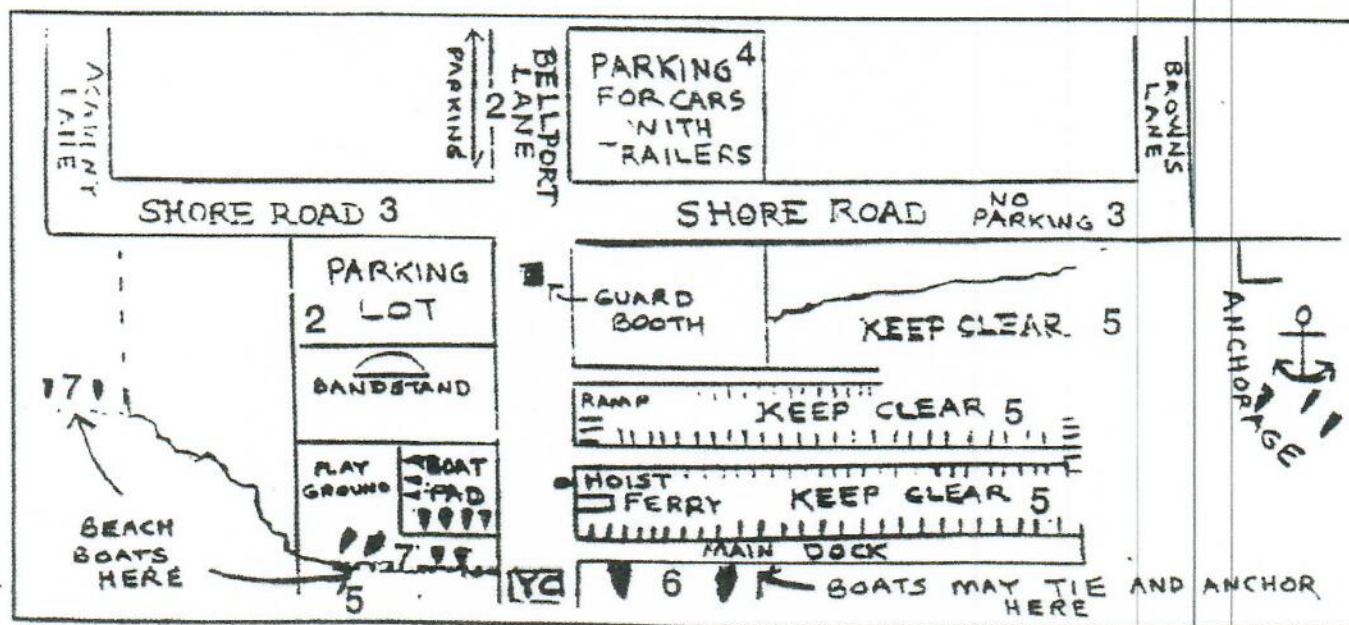 LANE
PARKING
2
BELLPORT
LANE
PARKING 4
FOR CARS
WITH
TRAILERS
BROWNS
LANE
SHORE ROAD 3
SHORE ROAD
NO
PARKING 3
PARKING
LOT
2
GUARD
BOOTH
KEEP CLEAR 5
ANCHORAGE
7
BANDSTAND
RAMP
KEEP CLEAR 5
PLAY
GROUND
BOAT
PAD
HOIST
FERRY
KEEP CLEAR 5
BEACH
BOATS
HERE
7
5
MAIN DOCK
YC
6
BOATS MAY TIE AND ANCHOR
HERE